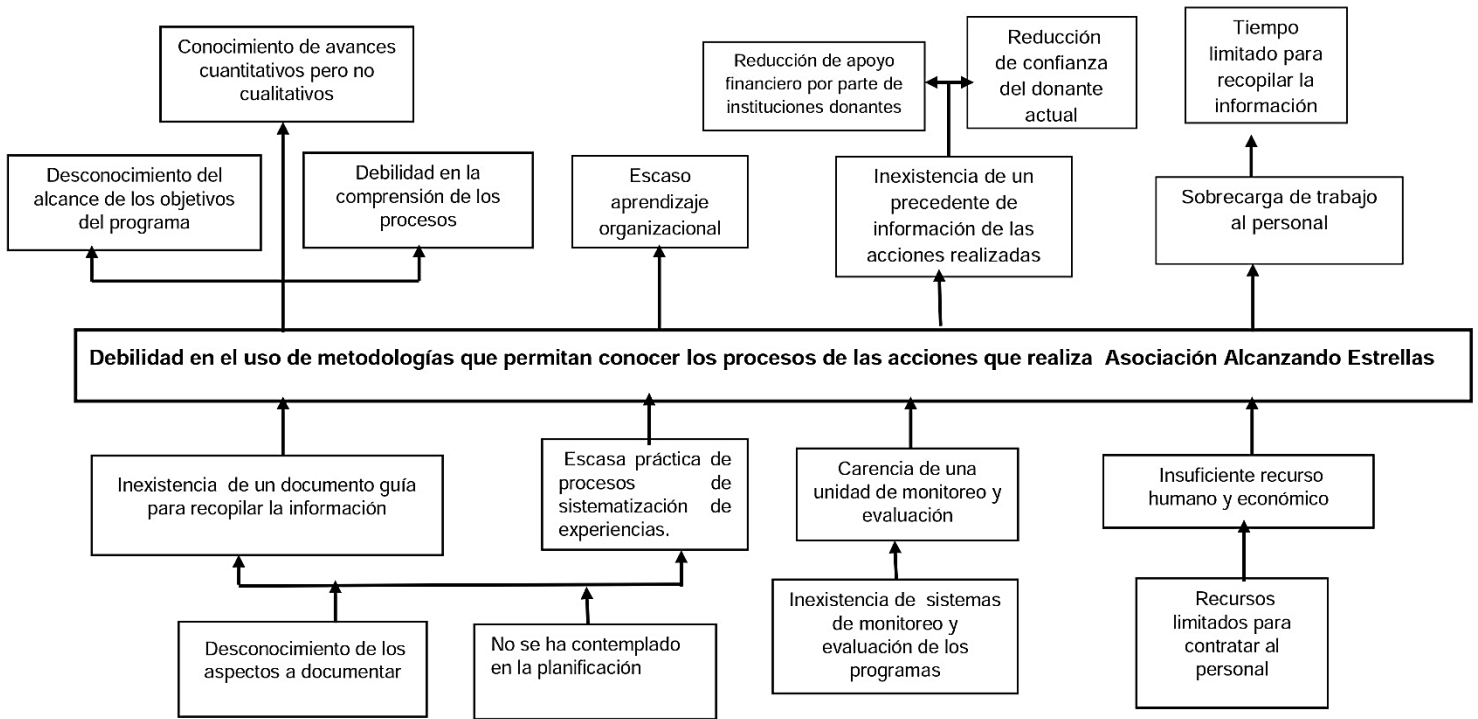 Conocimiento de avances
cuantitativos pero no
cualitativos
Reducción de apoyo
financiero por parte de
instituciones donantes
Reducción
de confianza
del donante
actual
Tiempo
limitado para
recopilar la
información
Desconocimiento del
alcance de los objetivos
del programa
Debilidad en la
comprensión de los
procesos
Escaso
aprendizaje
organizacional
Inexistencia de un
precedente de
información de las
acciones realizadas
Sobrecarga de trabajo
al personal
Debilidad en el uso de metodologías que permitan conocer los procesos de las acciones que realiza Asociación Alcanzando Estrellas
Inexistencia de un documento guía
para recopilar la información
Escasa práctica de
procesos de
sistematización de
experiencias.
Carencia de una
unidad de monitoreo y
evaluación
Insuficiente recurso
humano y económico
Desconocimiento de los
aspectos a documentar
No se ha contemplado
en la planificación
Inexistencia de sistemas
de monitoreo y
evaluación de los
programas
Recursos
limitados para
contratar al
personal